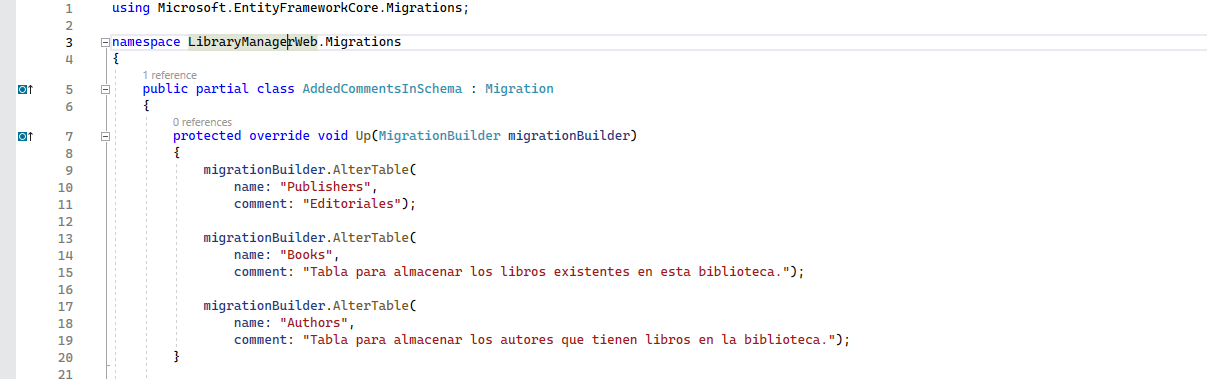 1 using Microsoft.EntityFrameworkCore.Migrations;
2
3 namespace LibraryManagerWeb.Migrations
4 {
1 reference
5 public partial class AddedCommentsInSchema : Migration
6 {
0 references
7 protected override void Up(MigrationBuilder migrationBuilder)
8 {
9 migrationBuilder.AlterTable(
10 name: "Publishers",
11 comment: "Editoriales");
12
13 migrationBuilder.AlterTable(
14 name: "Books",
15 comment: "Tabla para almacenar los libros existentes en esta biblioteca.");
16
17 migrationBuilder.AlterTable(
18 name: "Authors",
19 comment: "Tabla para almacenar los autores que tienen libros en la biblioteca.");
20 }
21